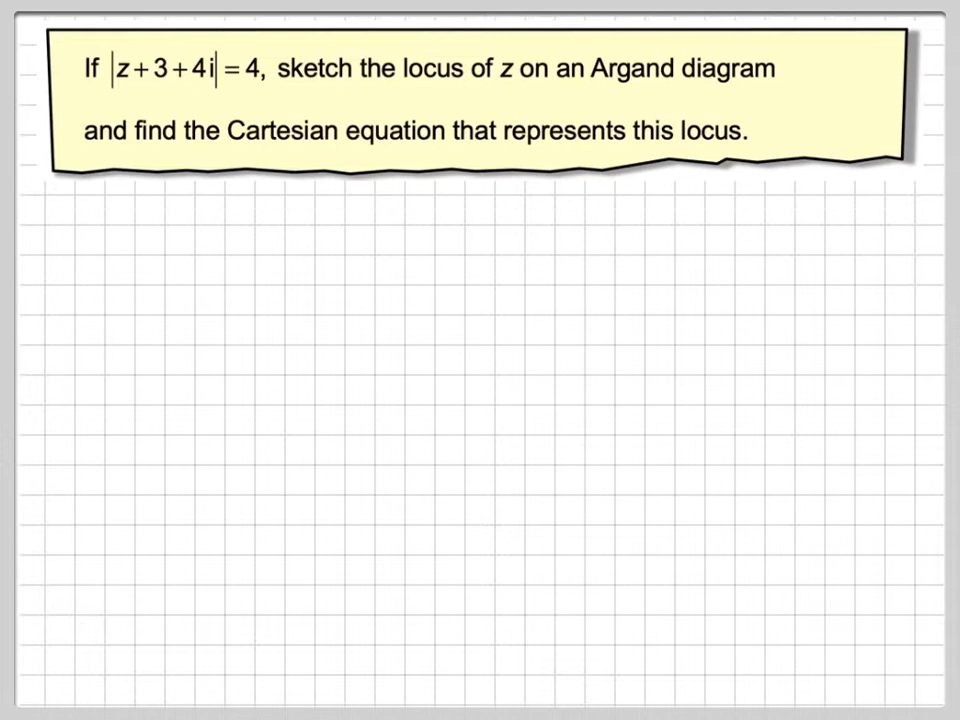 If |z+3+4i| = 4, sketch the locus of z on an Argand diagram
and find the Cartesian equation that represents this locus.